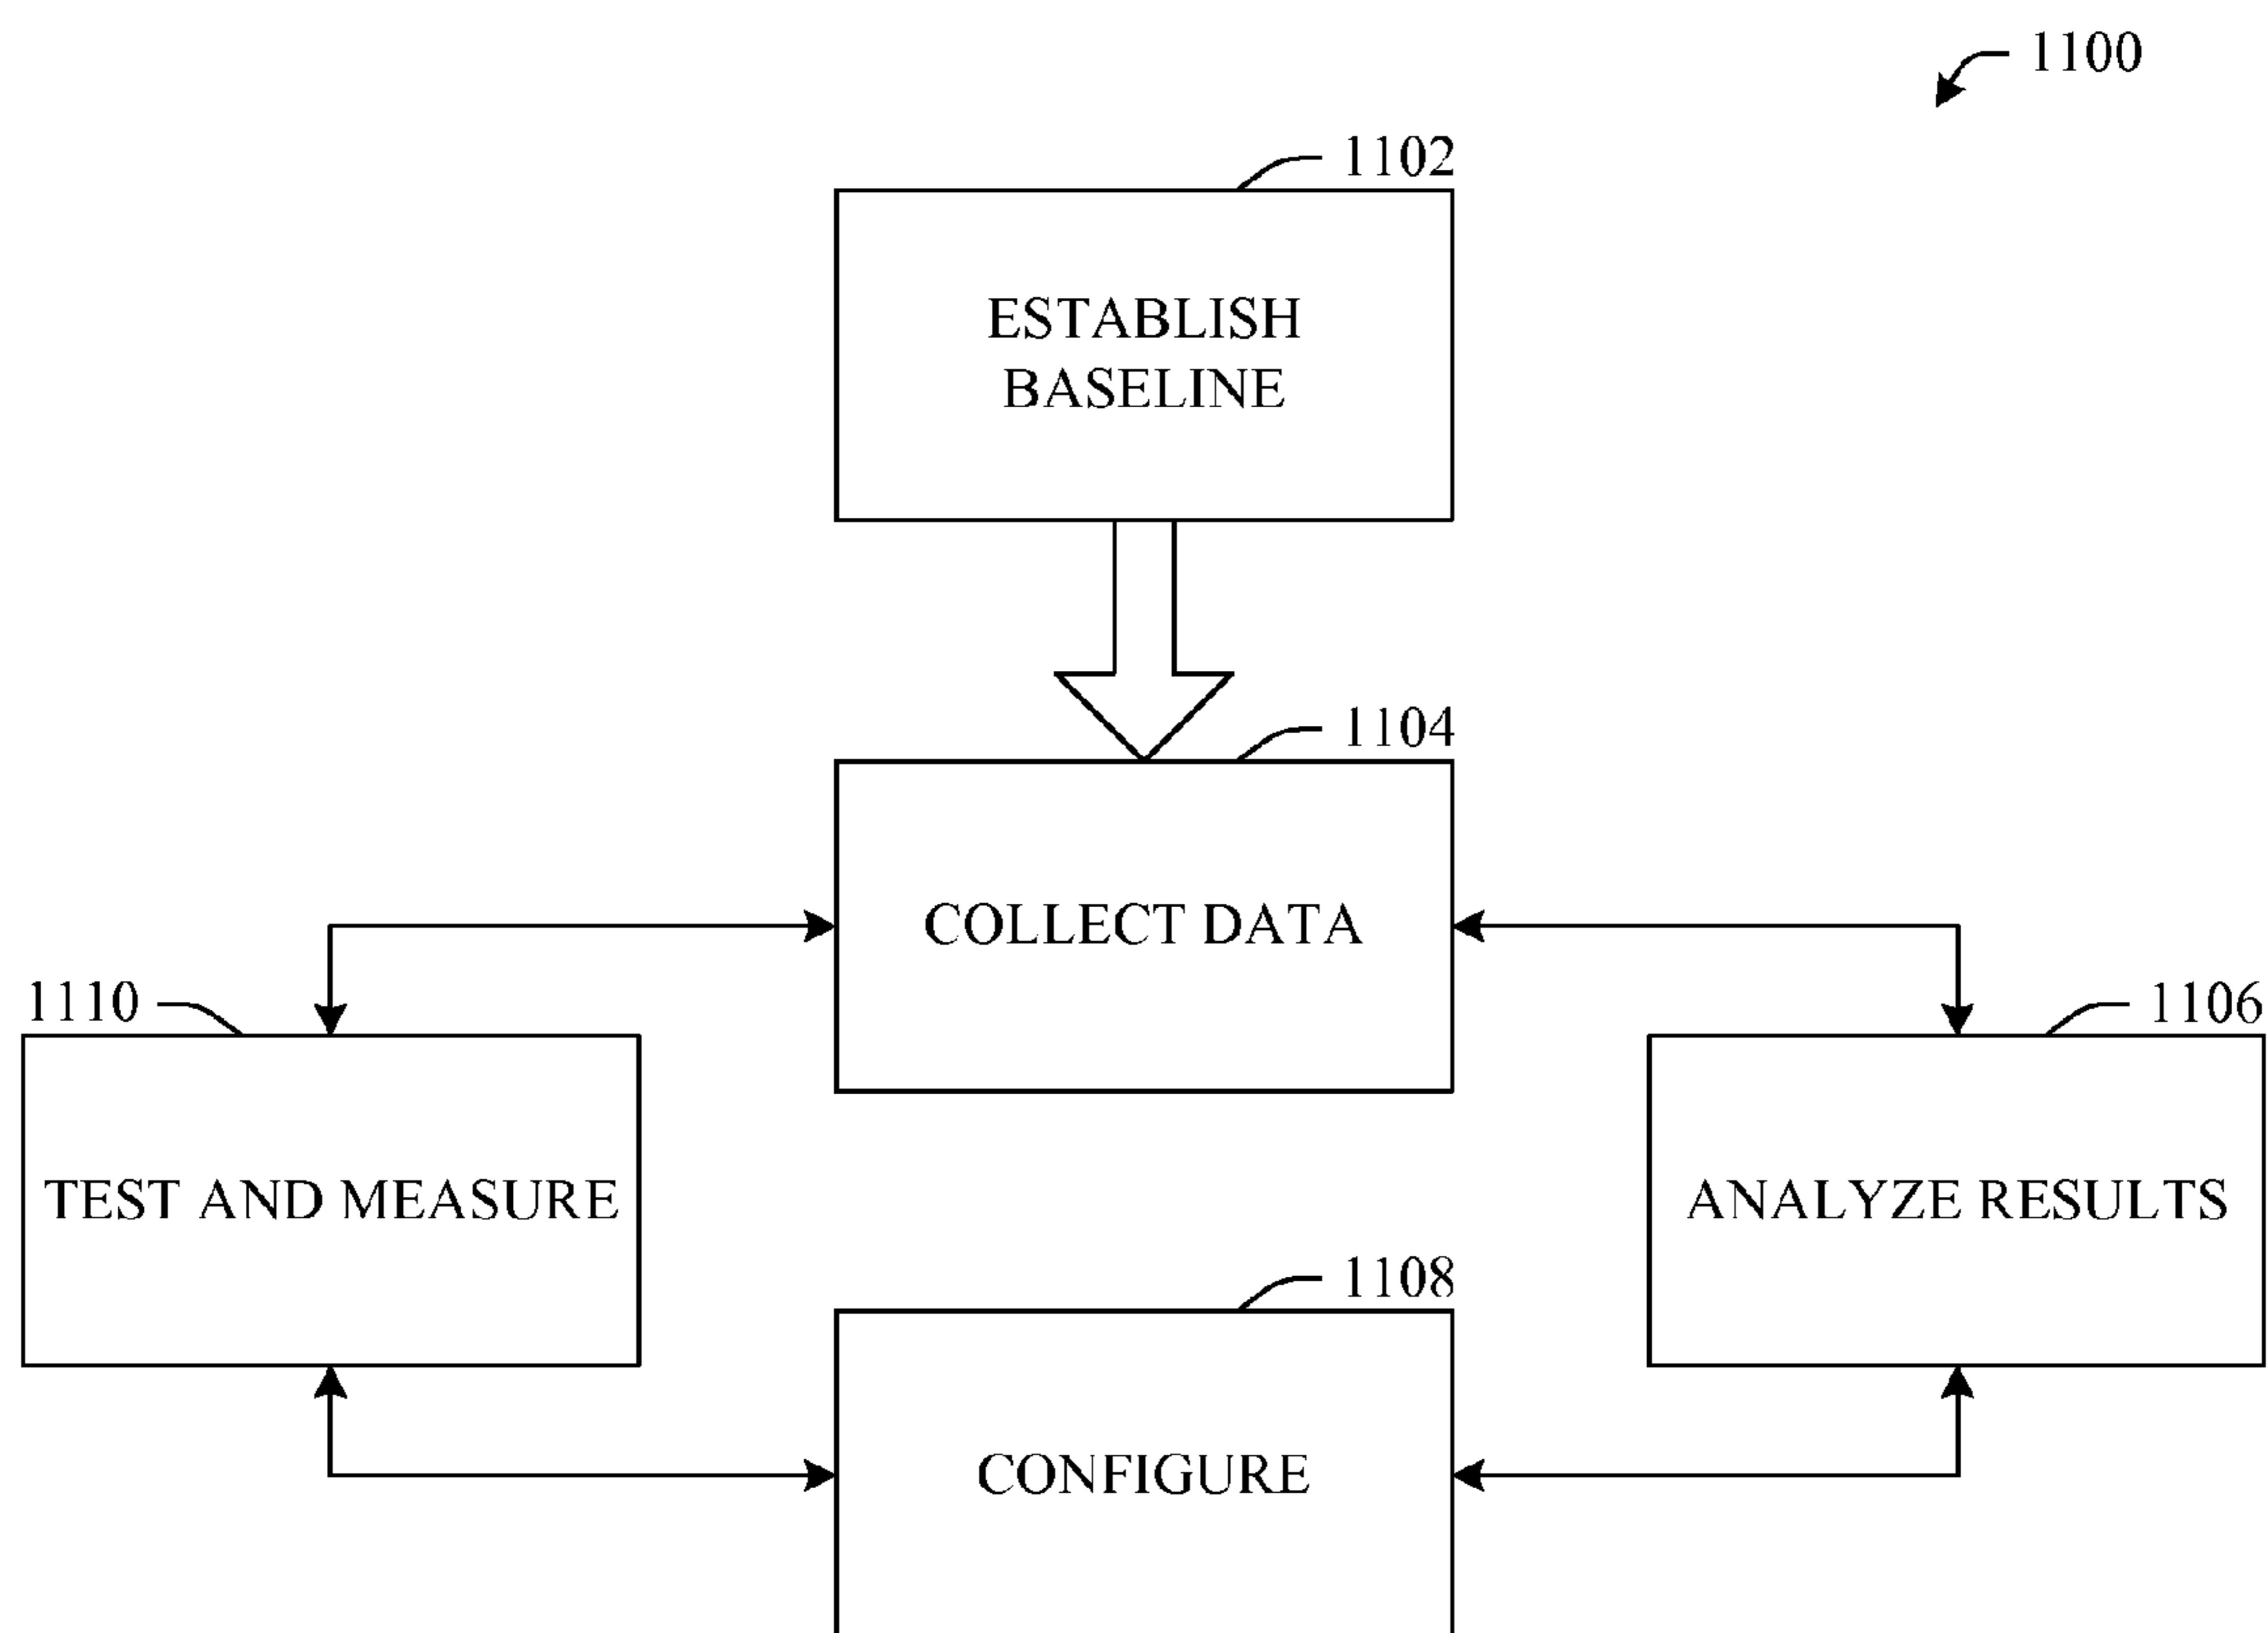 1100
1102
ESTABLISH
BASELINE
1104
COLLECT DATA
1110
1106
TEST AND MEASURE
ANALYZE RESULTS
1108
CONFIGURE